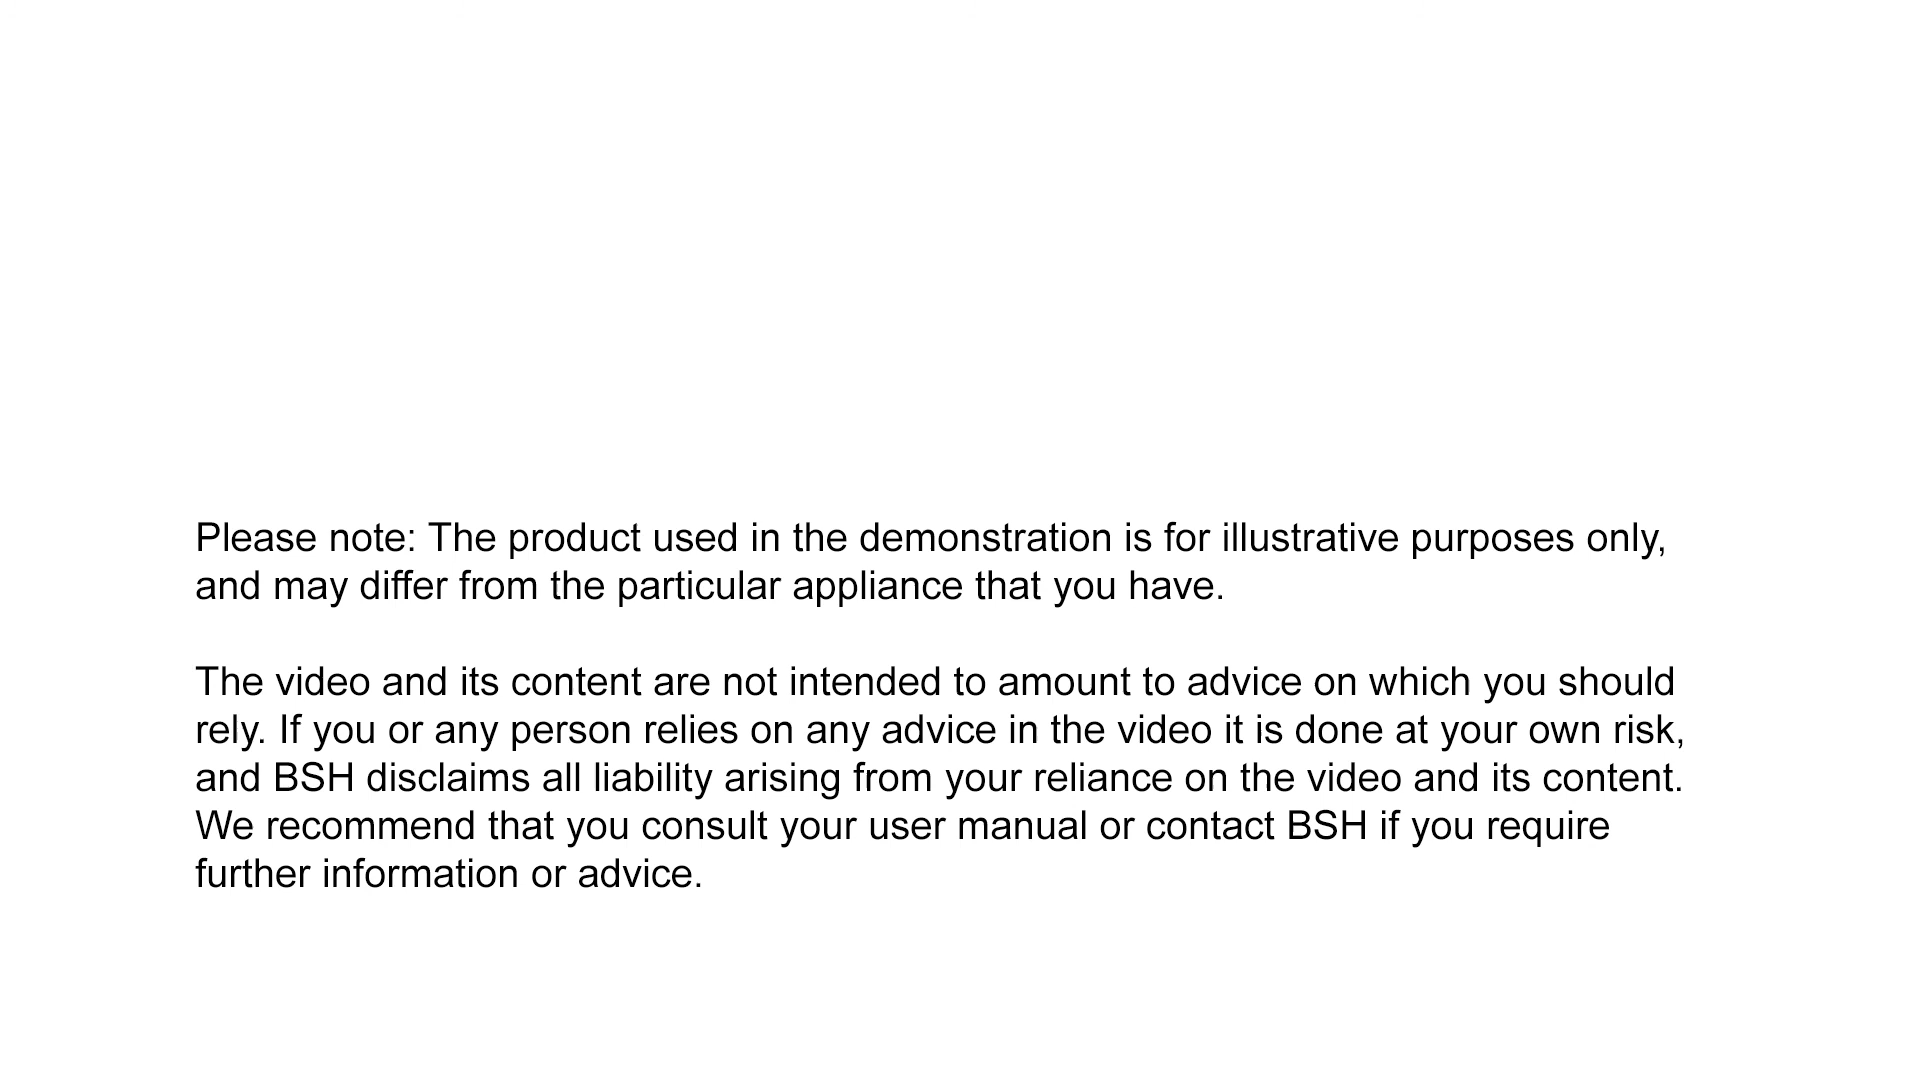 Please note: The product used in the demonstration is for illustrative purposes only,
and may differ from the particular appliance that you have.
The video and its content are not intended to amount to advice on which you should
rely. If you or any person relies on any advice in the video it is done at your own risk,
and BSH disclaims all liability arising from your reliance on the video and its content.
We recommend that you consult your user manual or contact BSH if you require
further information or advice.